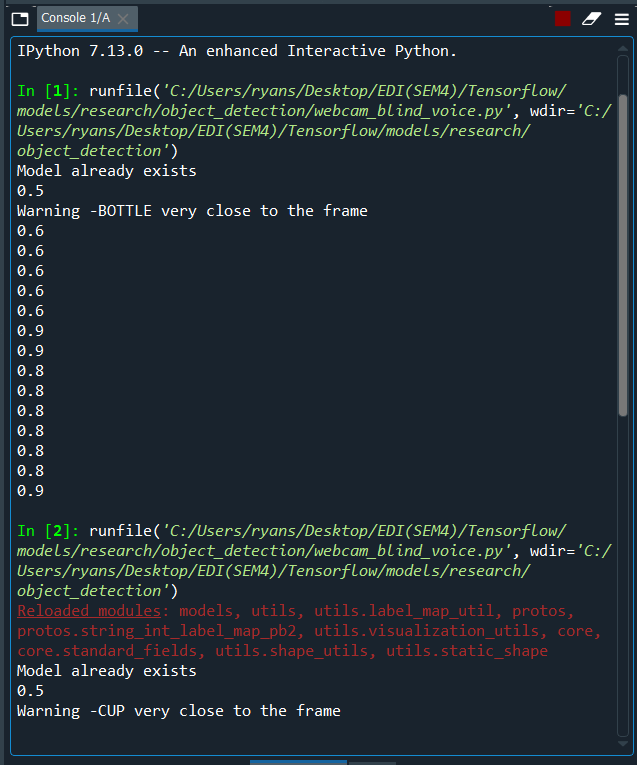 Console 1/A
IPython 7.13.0 -- An enhanced Interactive Python.
In [1]: runfile('C:/Users/ryans/Desktop/EDI(SEM4)/Tensorflow/
models/research/object_detection/webcam_blind_voice.py', wdir='C:/
Users/ryans/Desktop/EDI(SEM4)/Tensorflow/models/research/
object_detection')
Model already exists
0.5
Warning -BOTTLE very close to the frame
0.6
0.6
0.6
0.6
0.6
0.9
0.9
0.8
0.8
0.8
0.8
0.8
0.8
0.9
In [2]: runfile('C:/Users/ryans/Desktop/EDI(SEM4)/Tensorflow/
models/research/object_detection/webcam_blind_voice.py', wdir='C:/
Users/ryans/Desktop/EDI(SEM4)/Tensorflow/models/research/
object_detection')
Reloaded modules: models, utils, utils.label_map_util, protos,
protos.string_int_label_map_pb2, utils.visualization_utils, core,
core.standard_fields, utils.shape_utils, utils.static_shape
Model already exists
0.5
Warning -CUP very close to the frame